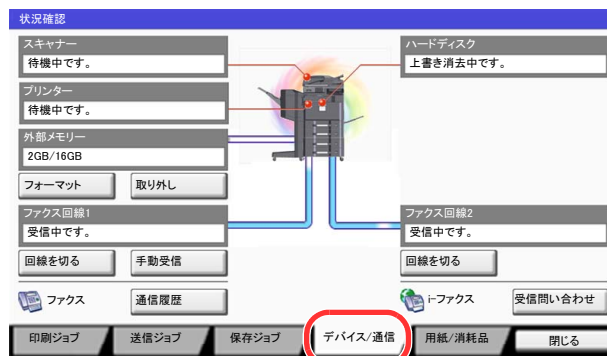 状況確認
スキャナー
待機中です。
プリンター
待機中です。
外部メモリー
2GB/16GB
フォーマット
取り外し
ファクス回線1
受信中です。
回線を切る
手動受信
ファクス
通信履歴
ハードディスク
上書き消去中です。
ファクス回線2
受信中です。
回線を切る
i-ファクス
受信問い合わせ
印刷ジョブ
送信ジョブ
保存ジョブ
デバイス/通信
用紙/消耗品
閉じる